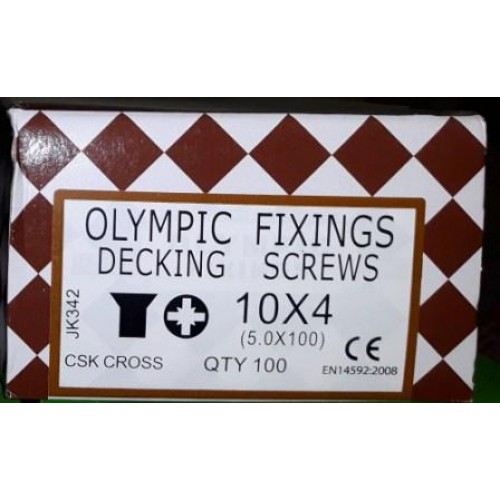 OLYMPIC FIXINGS
DECKING SCREWS
JK342
10X4
(5.0X100)
CSK CROSS
QTY 100
CE
EN14592:2008